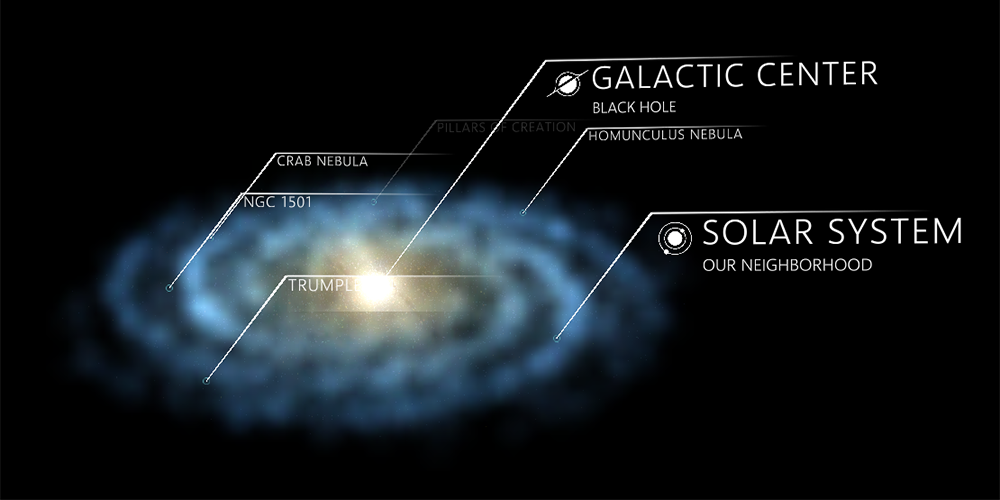 GALACTIC CENTER
BLACK HOLE
PILLARS OF CREATION
HOMUNCULUS NEBULA
CRAB NEBULA
NGC 1501
SOLAR SYSTEM
OUR NEIGHBORHOOD